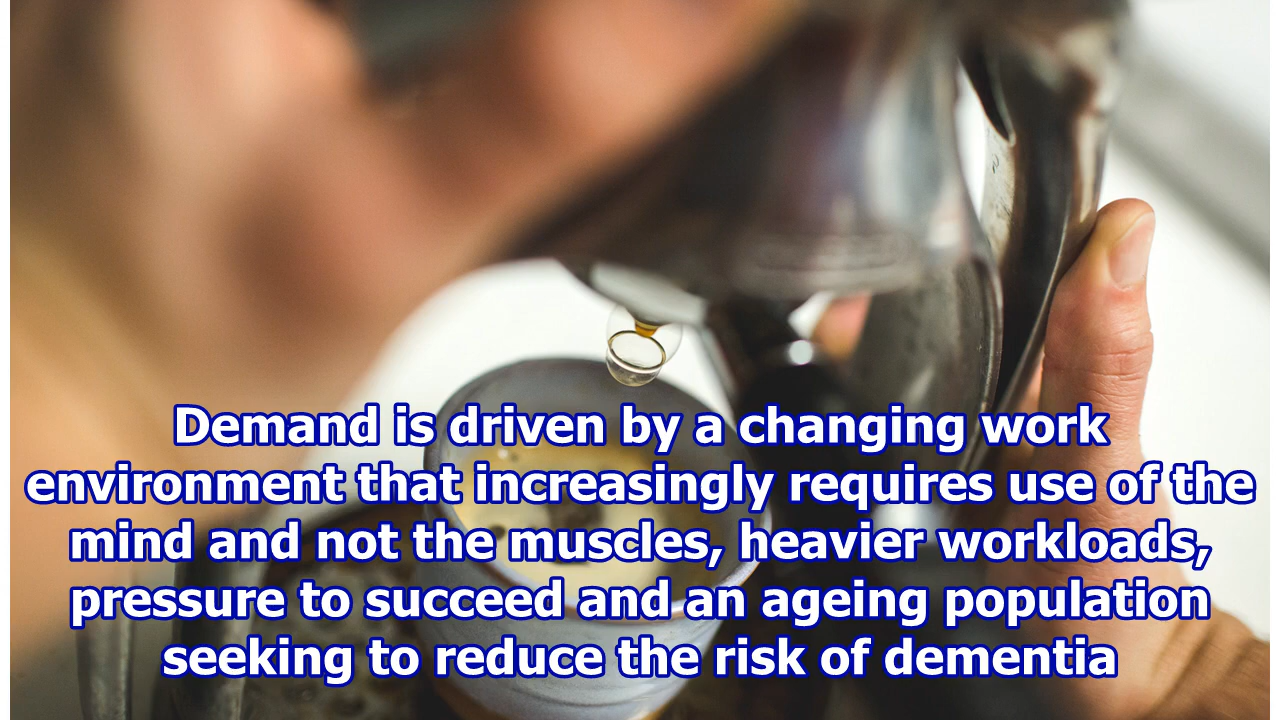 Demand is driven by a changing work
environment that increasingly requires use of the
mind and not the muscles, heavier workloads,
pressure to succeed and an ageing population
seeking to reduce the risk of dementia